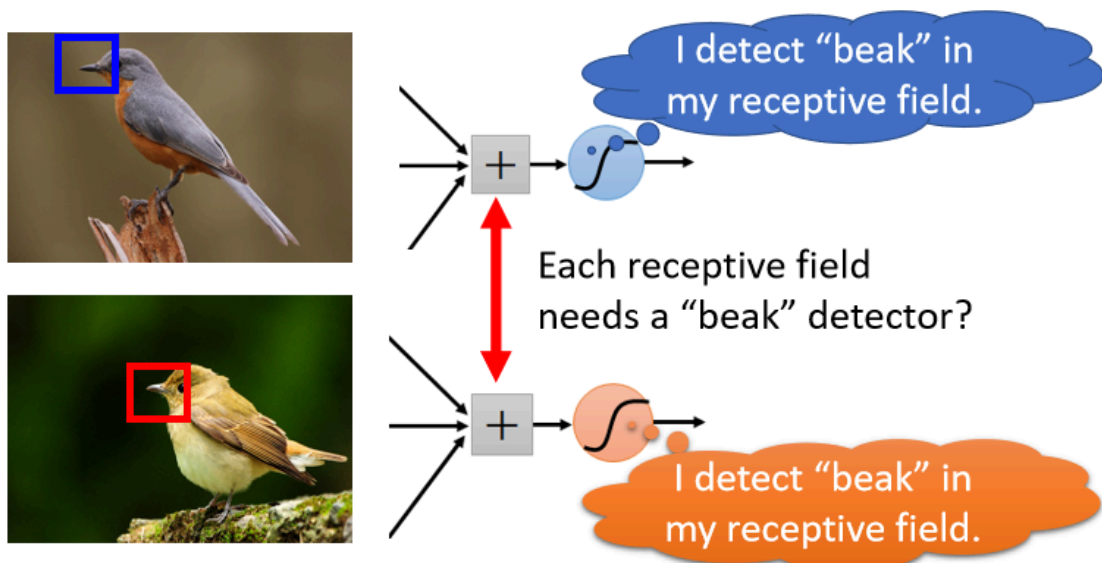 I detect “beak” in
my receptive field.
+
Each receptive field
needs a “beak” detector?
+
I detect “beak” in
my receptive field.